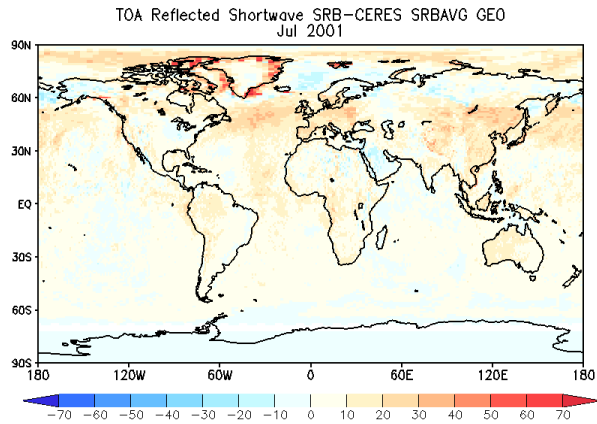 TOA Reflected Shortwave SRB−CERES SRBAVG GEO
Jul 2001
90N
60N
30N
EQ
30S
60S
90S
180 120W 60W 0 60E 120E 180
−70 −60 −50 −40 −30 −20 −10 0 10 20 30 40 50 60 70